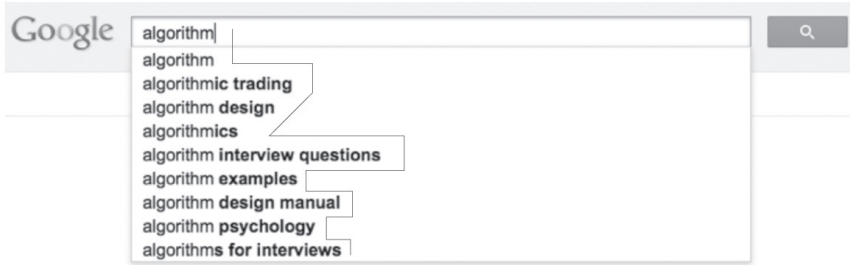 Google algorithm
algorithm
algorithmic trading
algorithm design
algorithmics
algorithm interview questions
algorithm examples
algorithm design manual
algorithm psychology
algorithms for interviews